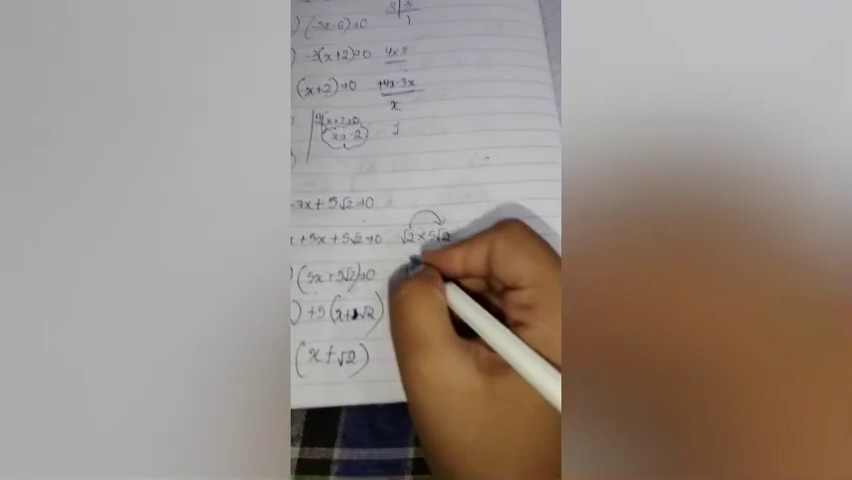 ) (-3x-6)=0
-3(x+2)=0 4x3
(x+2)=0 +4x-3x
x
x+2=0
x=-2 1
-7x+5√2=0
+5x+5√2=0 √2×5√2
) (5x+5√2)=0
) +5(x+√2)
(x+√2)